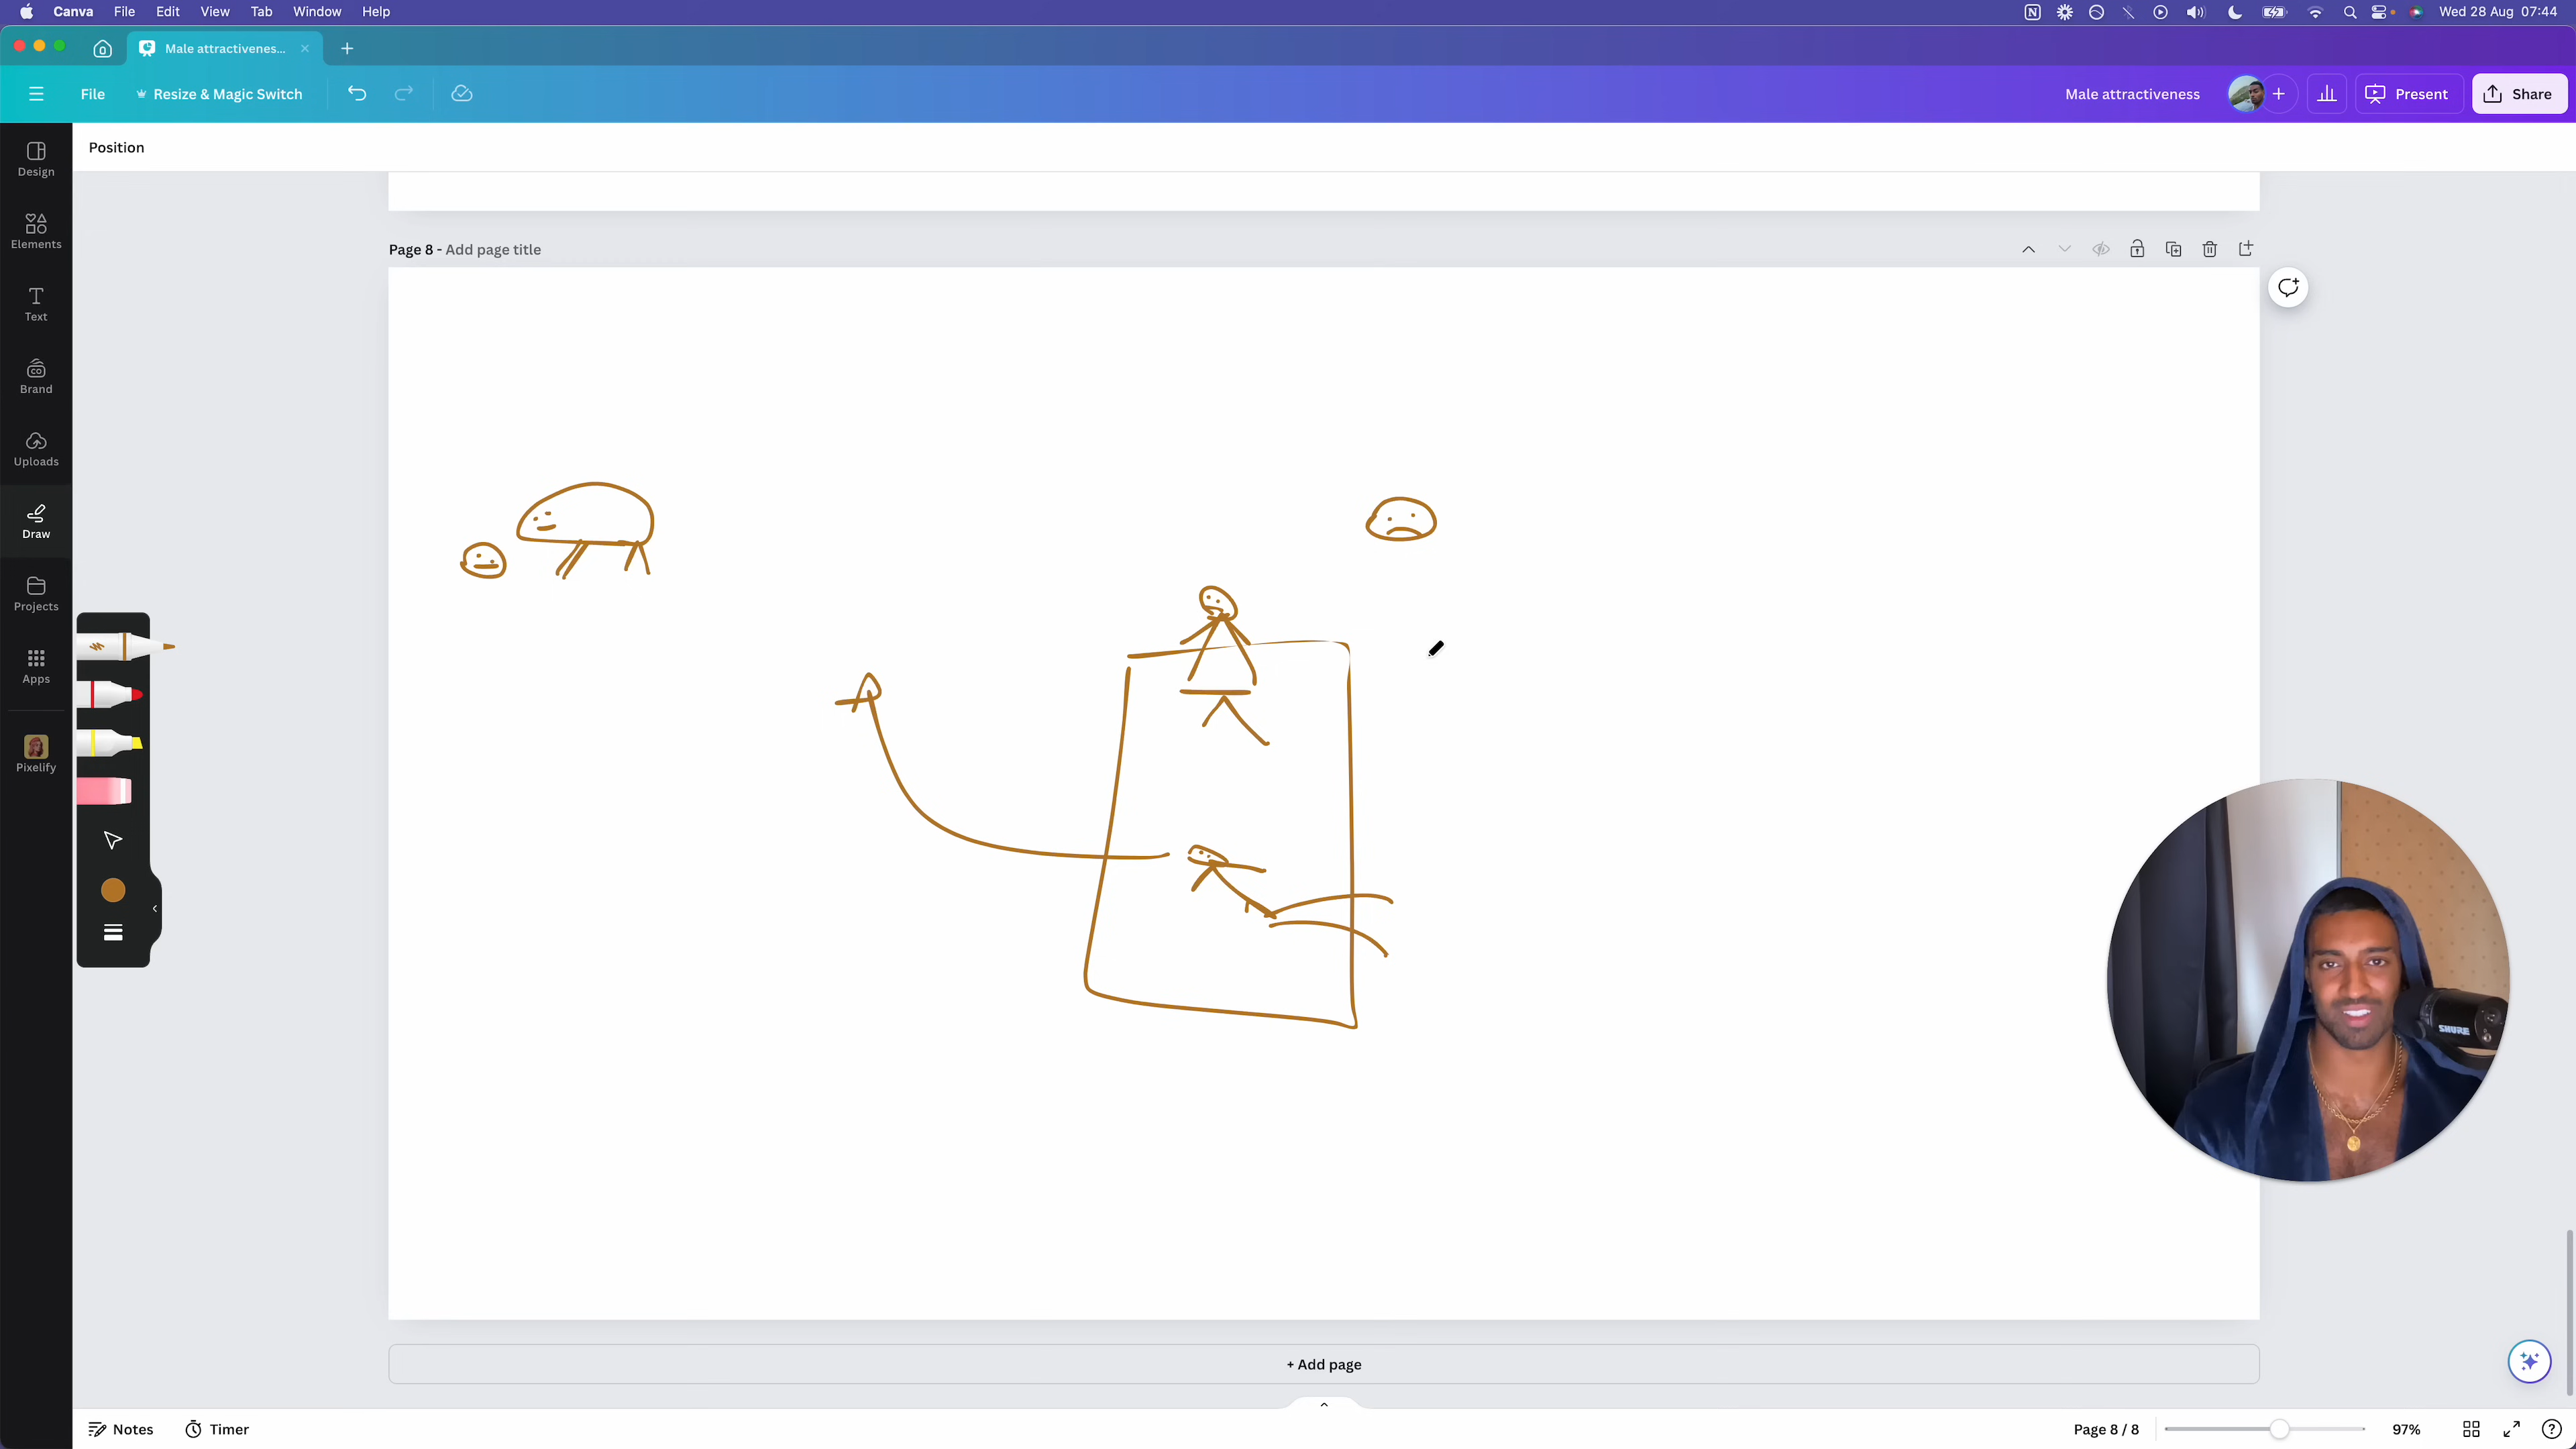 Canva File Edit View Tab Window Help
Wed 28 Aug 07:44
Male attractivenes...
File Resize & Magic Switch
Male attractiveness
Present
Share
Position
Design
Elements
Text
Brand
Uploads
Draw
Projects
Apps
Pixelify
Page 8 - Add page title
SHURE
+ Add page
Notes Timer
Page 8 / 8
97%